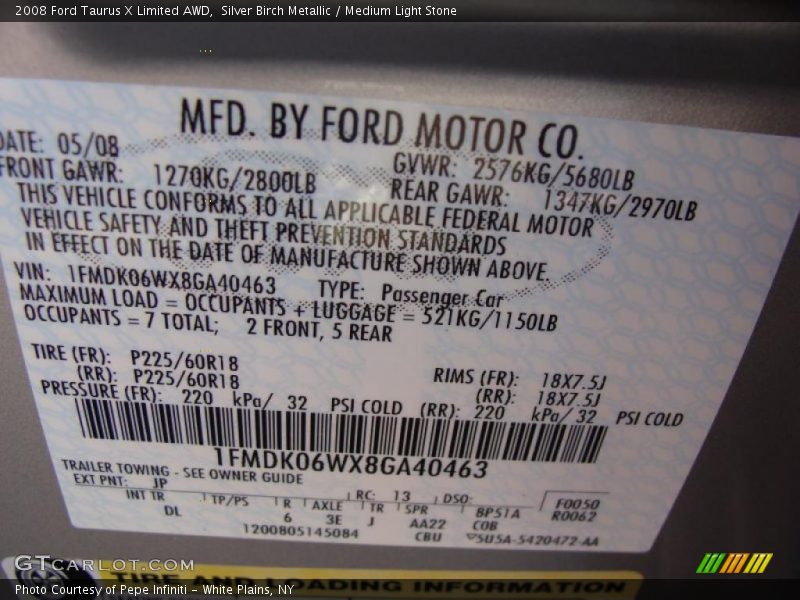 2008 Ford Taurus X Limited AWD,  Silver Birch Metallic / Medium Light Stone
MFD. BY FORD MOTOR CO.
DATE: 05/08
GVWR: 2576KG/5680LB
FRONT GAWR: 1270KG/2800LB
REAR GAWR: 1347KG/2970LB
THIS VEHICLE CONFORMS TO ALL APPLICABLE FEDERAL MOTOR
VEHICLE SAFETY AND THEFT PREVENTION STANDARDS
IN EFFECT ON THE DATE OF MANUFACTURE SHOWN ABOVE.
VIN: 1FMDK06WX8GA40463 TYPE: Passenger Car
MAXIMUM LOAD = OCCUPANTS + LUGGAGE = 521KG/1150LB
OCCUPANTS = 7 TOTAL; 2 FRONT, 5 REAR
TIRE (FR): P225/60R18 RIMS (FR): 18X7.5J
(RR): P225/60R18 (RR): 18X7.5J
PRESSURE (FR): 220 kPa/ 32 PSI COLD (RR): 220 kPa/ 32 PSI COLD
1FMDK06WX8GA40463
TRAILER TOWING - SEE OWNER GUIDE
EXT PNT: JP RC: 13 DSO: F0050
INT TR TP/PS R AXLE TR SPR 8P51A R0062
DL 6 3E J AA22 C0B
1200805145084 CBU 5U5A-5420472-AA
GTCarLot.com
TIRE AND LOADING INFORMATION
Photo Courtesy of Pepe Infiniti - White Plains, NY